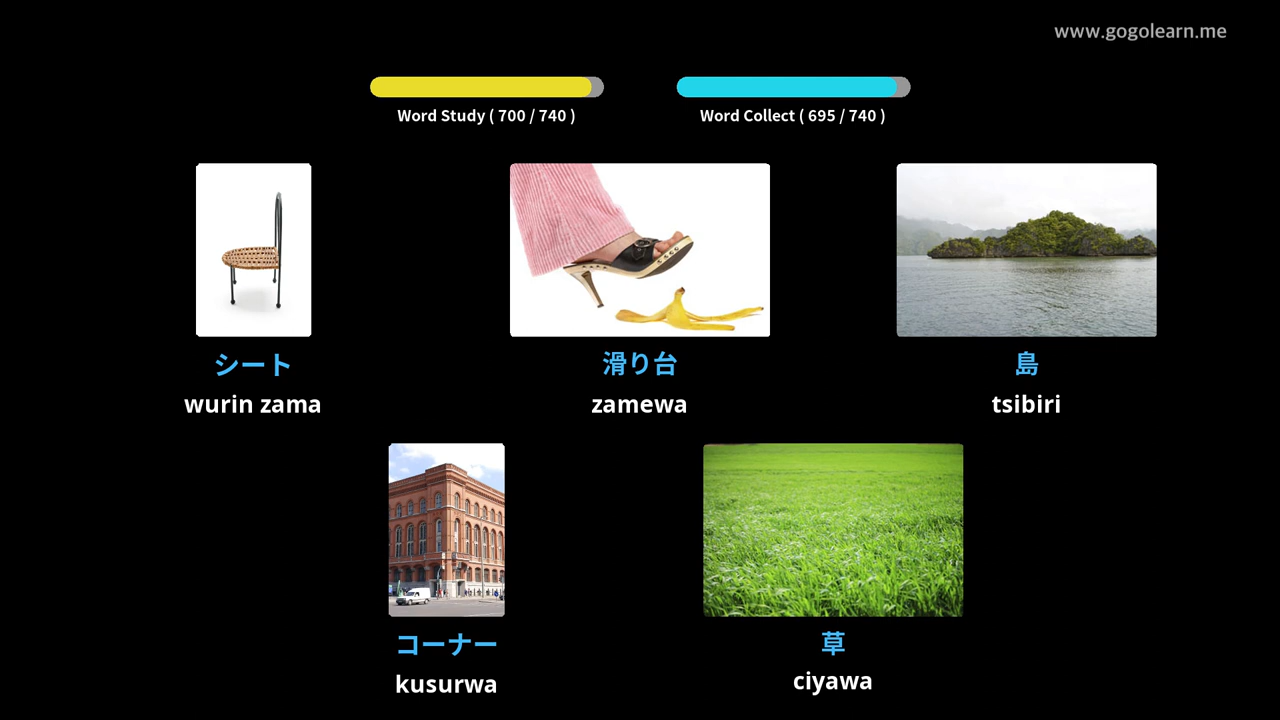 www.gogolearn.me
Word Study ( 700 / 740 )
Word Collect ( 695 / 740 )
シート
wurin zama
滑り台
zamewa
島
tsibiri
コーナー
kusurwa
草
ciyawa